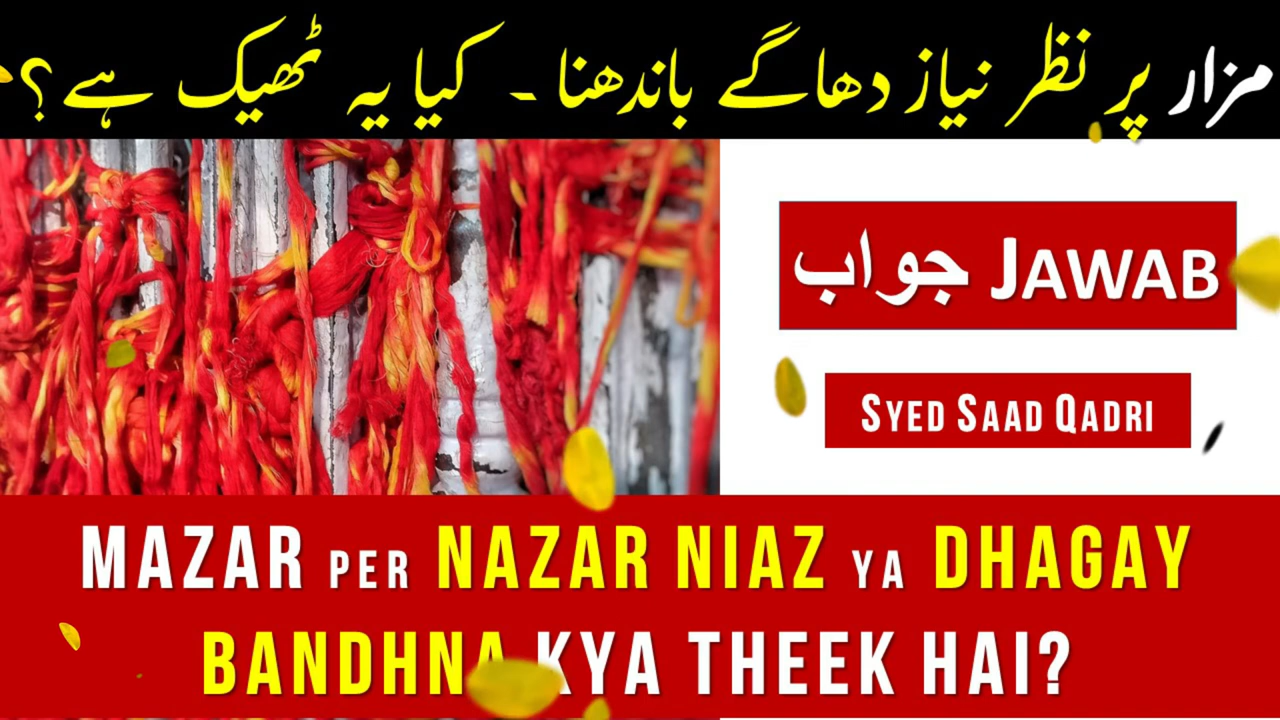 مزار پر نظر نیاز دھاگے باندھنا ۔ کیا یہ ٹھیک ہے؟
جواب JAWAB
SYED SAAD QADRI
MAZAR PER NAZAR NIAZ YA DHAGAY
BANDHNA KYA THEEK HAI?